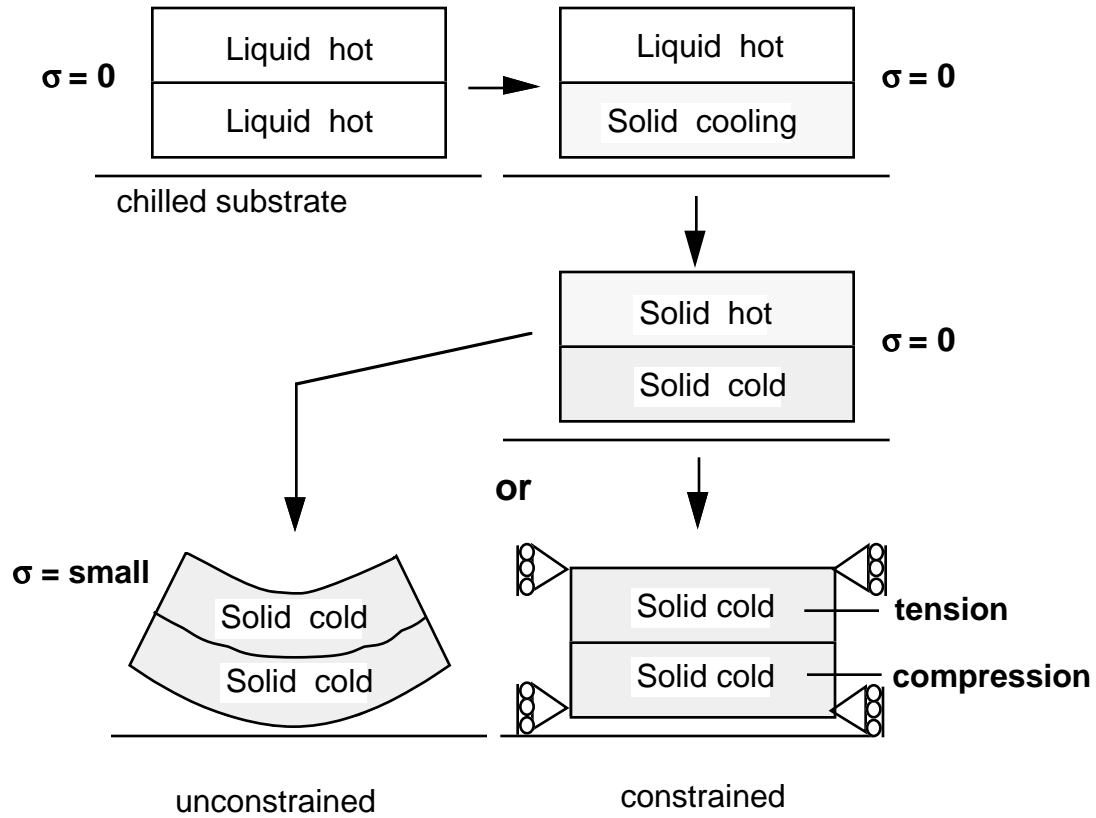 Liquid hot
Liquid hot
σ = 0
Liquid hot
Solid cooling
σ = 0
chilled substrate
Solid hot
Solid cold
σ = 0
or
σ = small
Solid cold
Solid cold
Solid cold
Solid cold
tension
compression
unconstrained
constrained